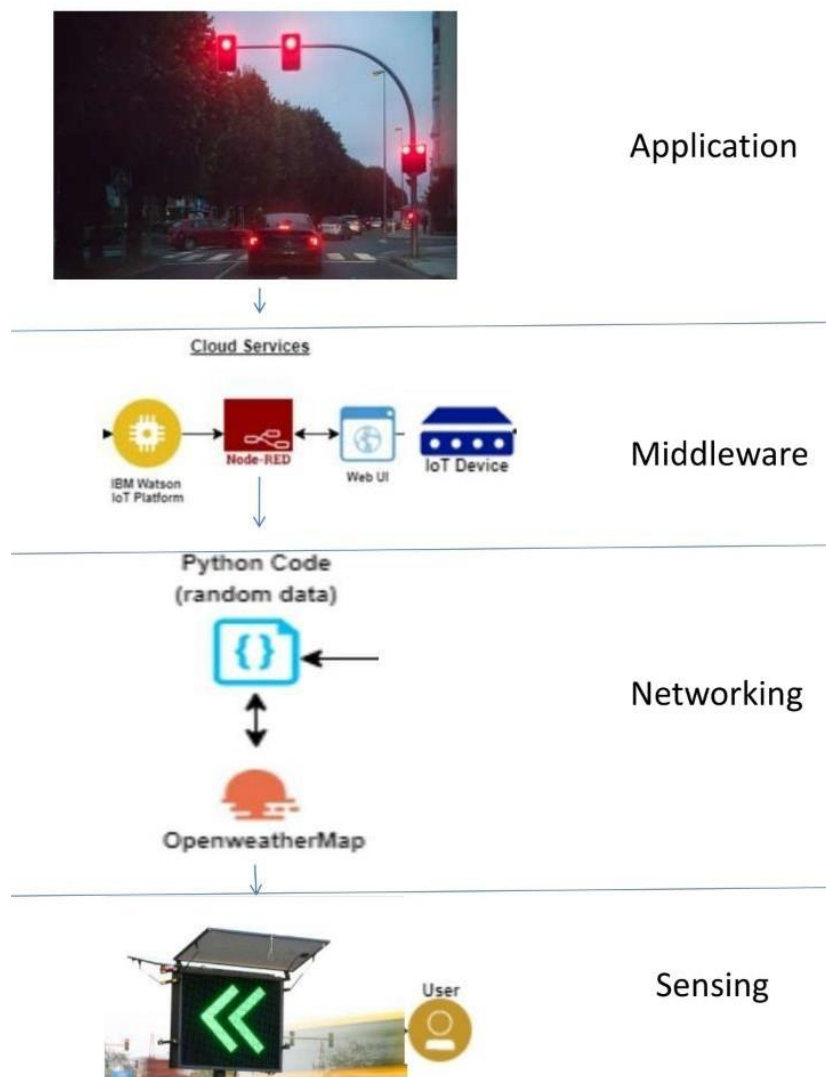 Application
Cloud Services
IBM Watson
IoT Platform
Node-RED
Web UI
IoT Device
Middleware
Python Code
(random data)
{}
Networking
OpenweatherMap
User
Sensing